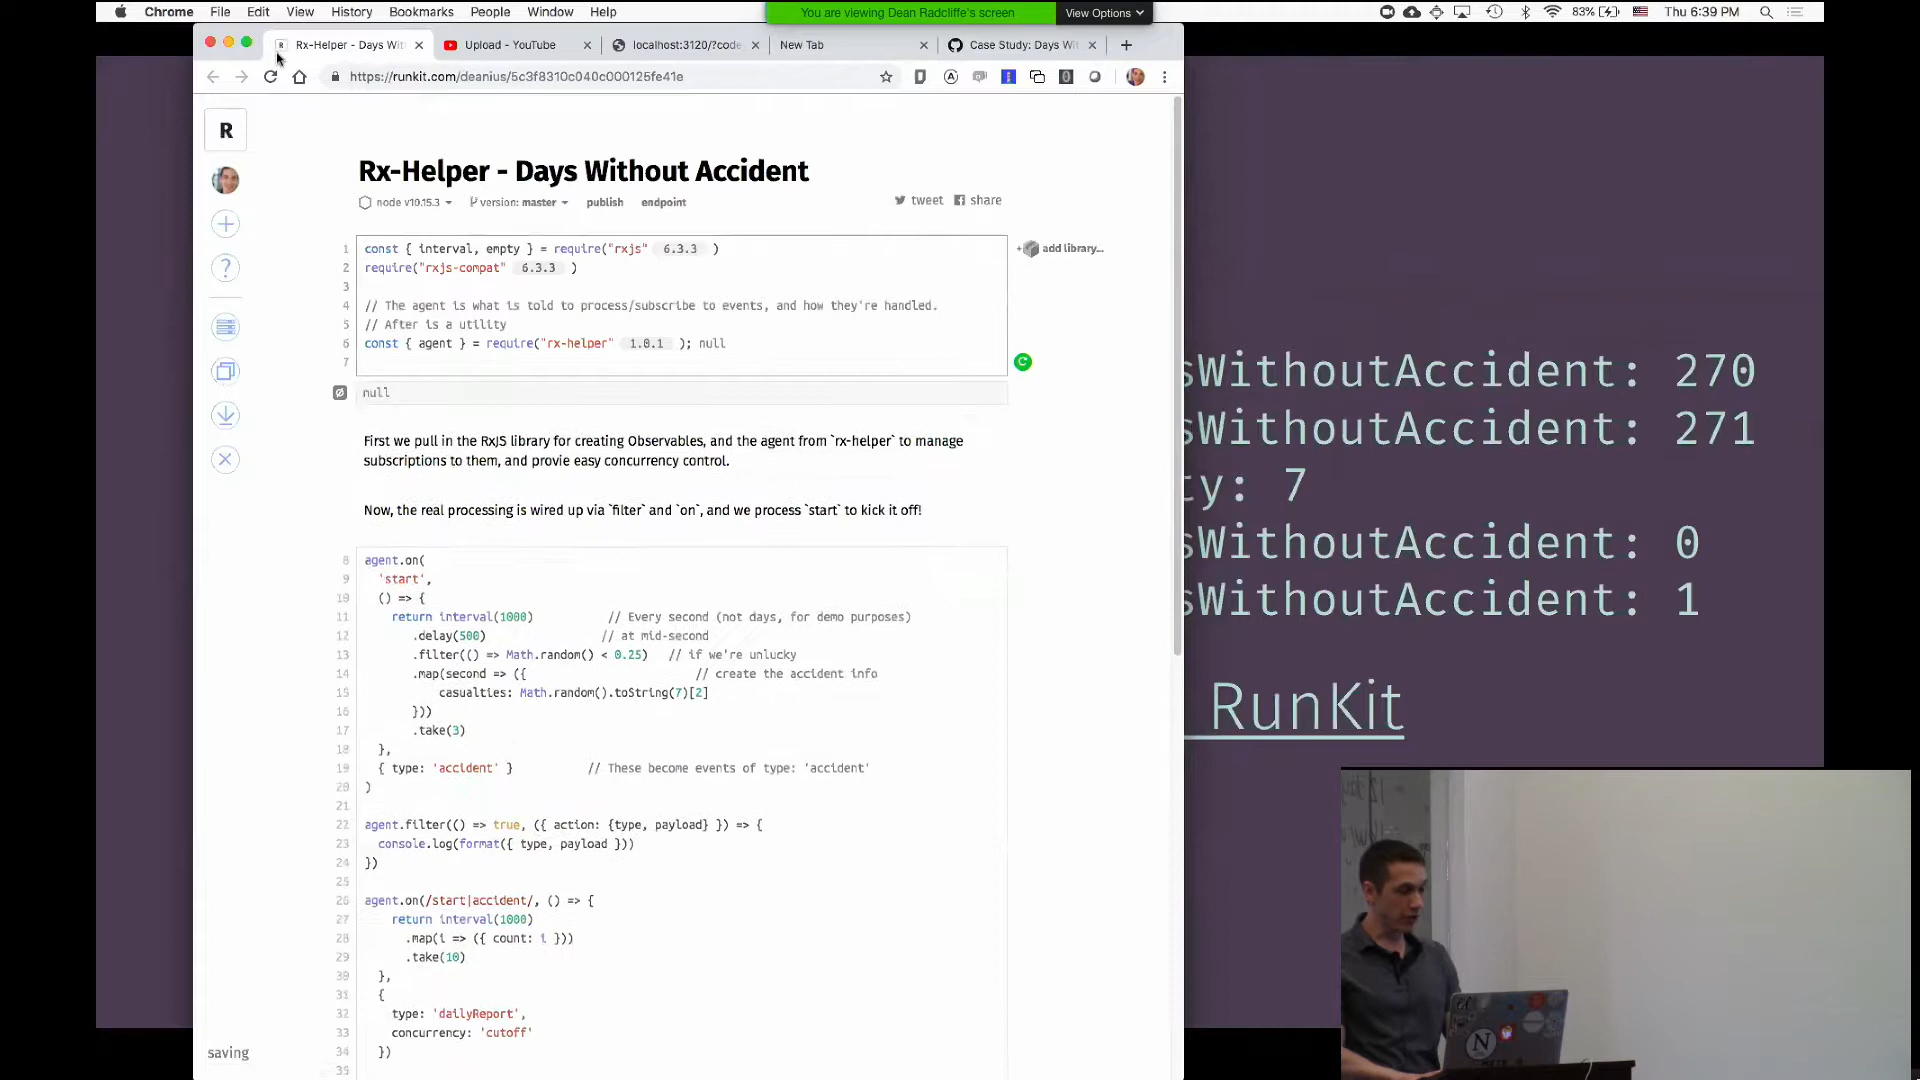 Chrome File Edit View History Bookmarks People Window Help
You are viewing Dean Radcliffe's screen
View Options
83%
Thu 6:39 PM
Rx-Helper - Days Wit
Upload - YouTube
localhost:3120/?code
New Tab
Case Study: Days Wit
https://runkit.com/deanius/5c3f8310c040c000125fe41e
R
Rx-Helper - Days Without Accident
node v10.15.3
version: master
publish
endpoint
tweet
share
1 const { interval, empty } = require("rxjs" 6.3.3 )
2 require("rxjs-compat" 6.3.3 )
3
4 // The agent is what is told to process/subscribe to events, and how they're handled.
5 // After is a utility
6 const { agent } = require("rx-helper" 1.0.1 ); null
7
+ add library...
null
First we pull in the RxJS library for creating Observables, and the agent from `rx-helper` to manage
subscriptions to them, and provie easy concurrency control.
Now, the real processing is wired up via `filter` and `on`, and we process `start` to kick it off!
8 agent.on(
9 'start',
10 () => {
11 return interval(1000) // Every second (not days, for demo purposes)
12 .delay(500) // at mid-second
13 .filter(() => Math.random() < 0.25) // if we're unlucky
14 .map(second => ({ // create the accident info
15 casualties: Math.random().toString(7)[2]
16 }))
17 .take(3)
18 },
19 { type: 'accident' } // These become events of type: 'accident'
20 )
21
22 agent.filter(() => true, ({ action: {type, payload} }) => {
23 console.log(format({ type, payload }))
24 })
25
26 agent.on(/start|accident/, () => {
27 return interval(1000)
28 .map(i => ({ count: i }))
29 .take(10)
30 },
31 {
32 type: 'dailyReport',
33 concurrency: 'cutoff'
34 })
35
saving
sWithoutAccident: 270
sWithoutAccident: 271
ty: 7
sWithoutAccident: 0
sWithoutAccident: 1
RunKit
N